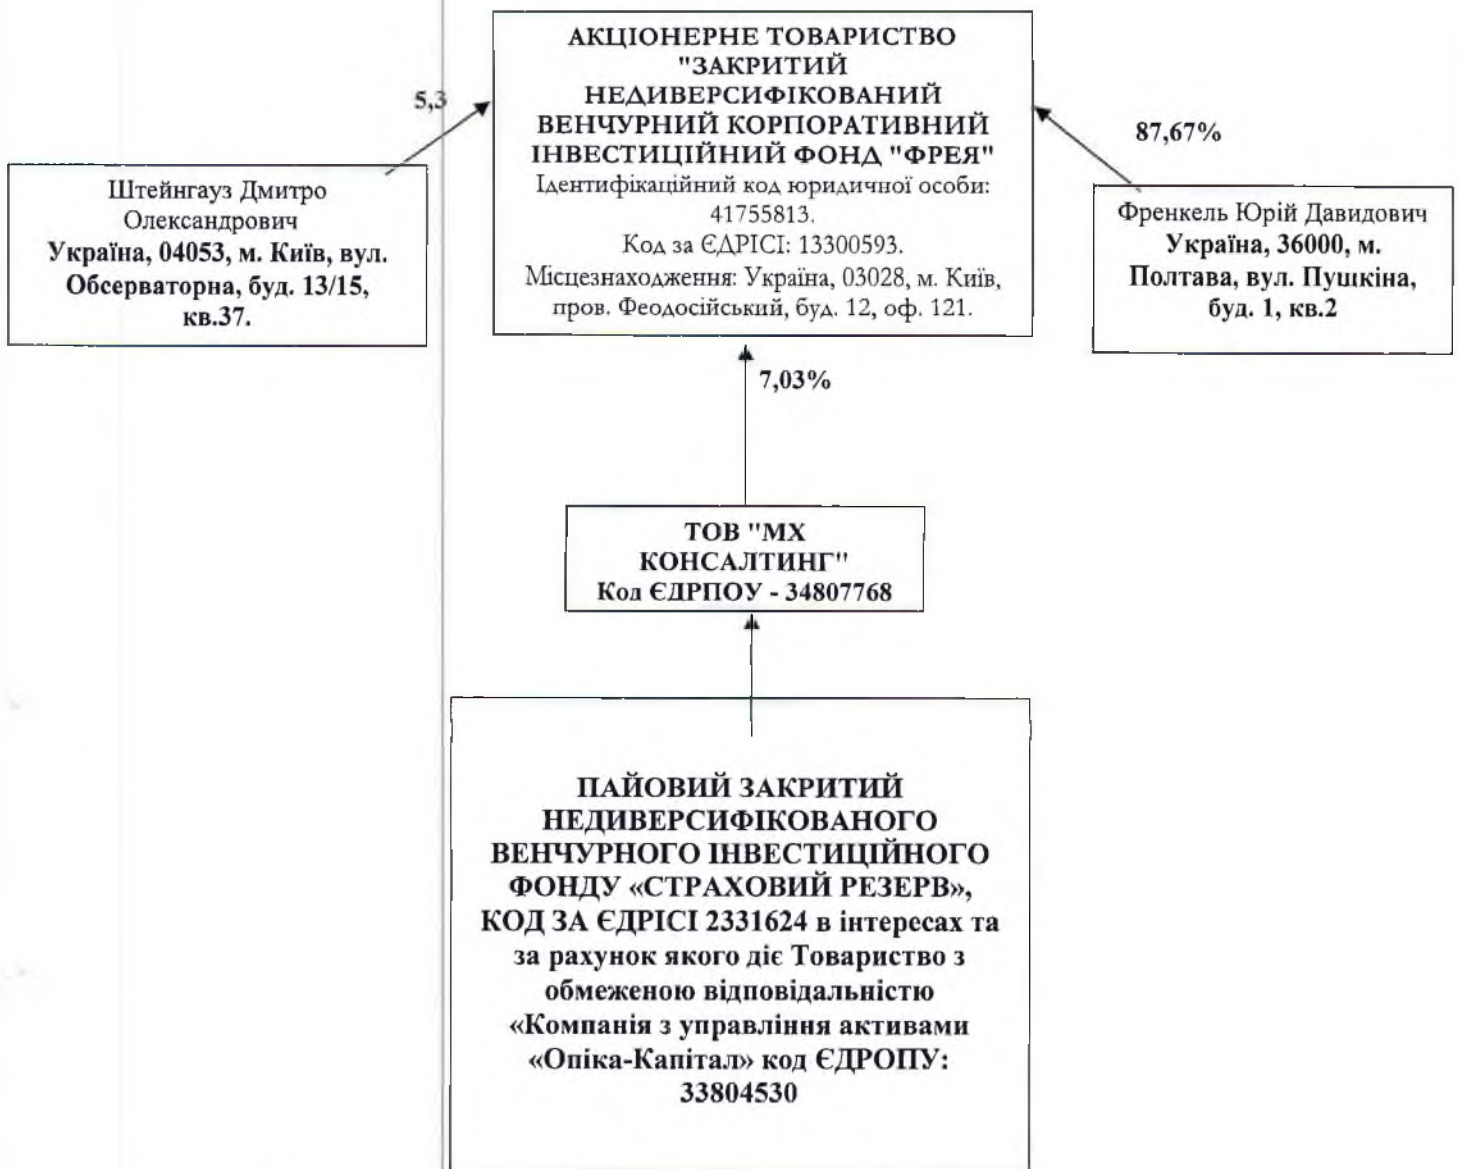 АКЦІОНЕРНЕ ТОВАРИСТВО
"ЗАКРИТИЙ
НЕДИВЕРСИФІКОВАНИЙ
ВЕНЧУРНИЙ КОРПОРАТИВНИЙ
ІНВЕСТИЦІЙНИЙ ФОНД "ФРЕЯ"
Ідентифікаційний код юридичної особи:
41755813.
Код за ЄДРІСІ: 13300593.
Місцезнаходження: Україна, 03028, м. Київ,
пров. Феодосійський, буд. 12, оф. 121.
5,3
87,67%
Штейнгауз Дмитро
Олександрович
Україна, 04053, м. Київ, вул.
Обсерваторна, буд. 13/15,
кв.37.
Френкель Юрій Давидович
Україна, 36000, м.
Полтава, вул. Пушкіна,
буд. 1, кв.2
7,03%
ТОВ "МХ
КОНСАЛТИНГ"
Код ЄДРПОУ - 34807768
ПАЙОВИЙ ЗАКРИТИЙ
НЕДИВЕРСИФІКОВАНОГО
ВЕНЧУРНОГО ІНВЕСТИЦІЙНОГО
ФОНДУ «СТРАХОВИЙ РЕЗЕРВ»,
КОД ЗА ЄДРІСІ 2331624 в інтересах та
за рахунок якого діє Товариство з
обмеженою відповідальністю
«Компанія з управління активами
«Опіка-Капітал» код ЄДРОПУ:
33804530